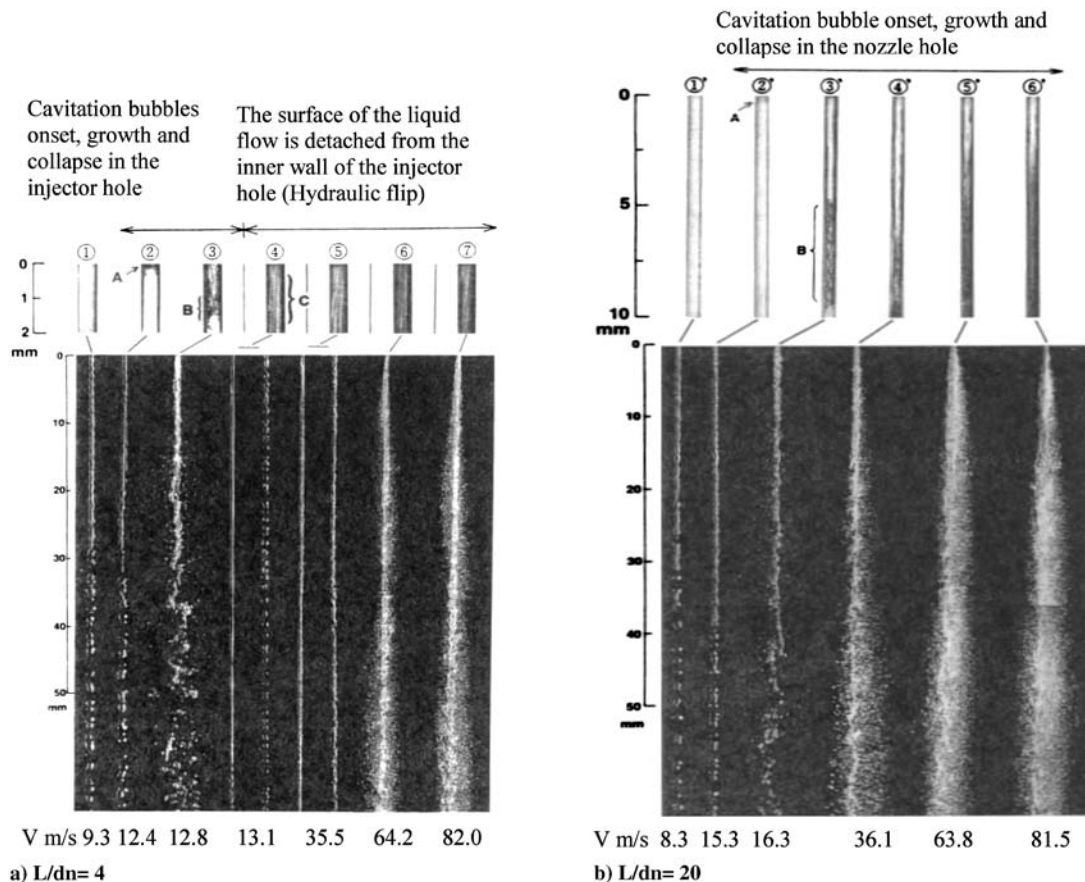 Cavitation bubbles
onset, growth and
collapse in the
injector hole
The surface of the liquid
flow is detached from the
inner wall of the injector
hole (Hydraulic flip)
① ② ③ ④ ⑤ ⑥ ⑦
0
1
2
mm
A
B
C
0
10
20
30
40
50
mm
V m/s 9.3 12.4 12.8 13.1 35.5 64.2 82.0
a) L/dn= 4
Cavitation bubble onset, growth and
collapse in the nozzle hole
①* ②* ③* ④* ⑤* ⑥*
0
5
10
mm
A
B
0
10
20
30
40
50
mm
V m/s 8.3 15.3 16.3 36.1 63.8 81.5
b) L/dn= 20